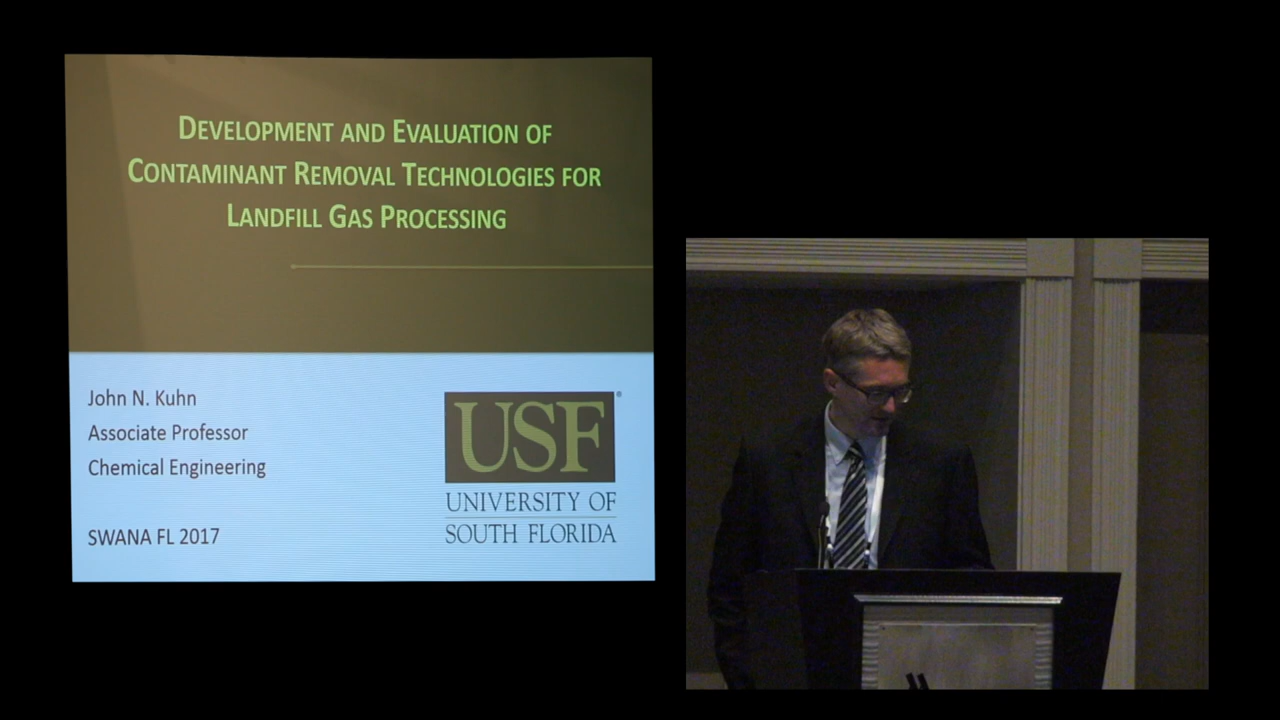 DEVELOPMENT AND EVALUATION OF
CONTAMINANT REMOVAL TECHNOLOGIES FOR
LANDFILL GAS PROCESSING
John N. Kuhn
Associate Professor
Chemical Engineering
SWANA FL 2017
USF®
UNIVERSITY OF
SOUTH FLORIDA